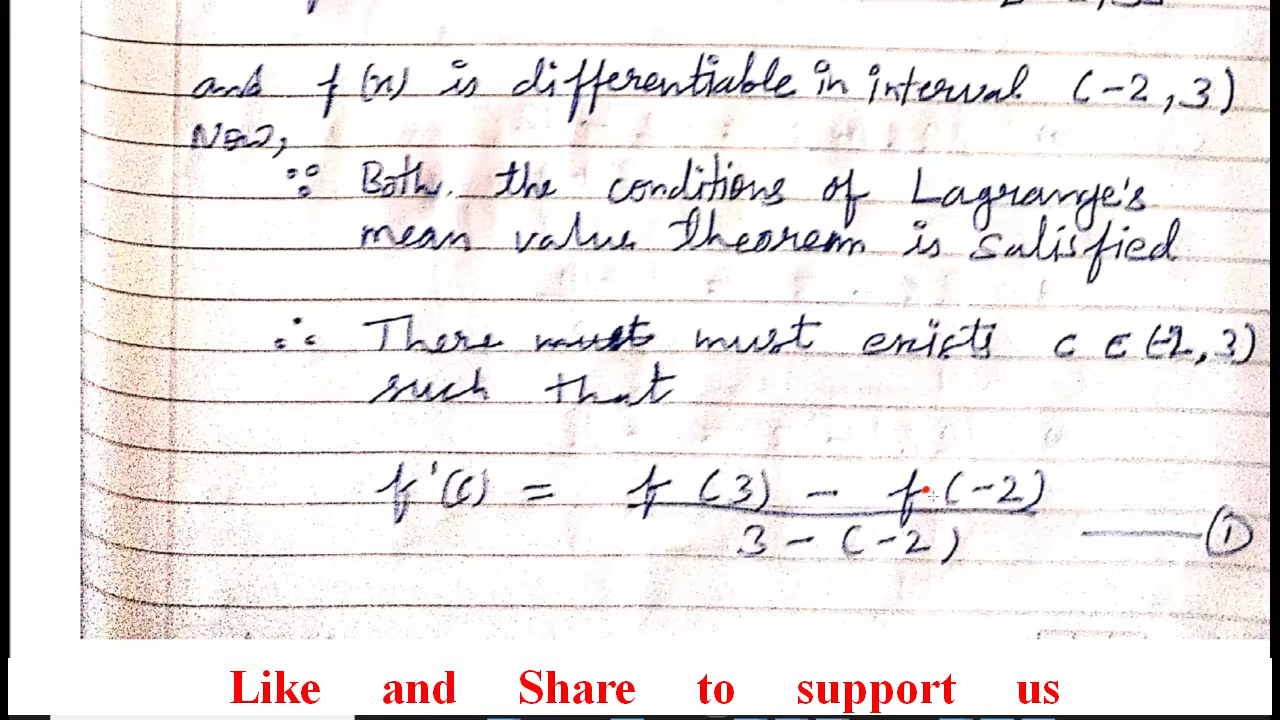 and f(x) is differentiable in interval (-2, 3)
Now,
∵ Both the conditions of Lagrange's
mean value theorem is satisfied
∴ There must must exists c ∈ (-2, 3)
such that
f'(c) = f(3) - f(-2)
3 - (-2) ——— ①
Like and Share to support us